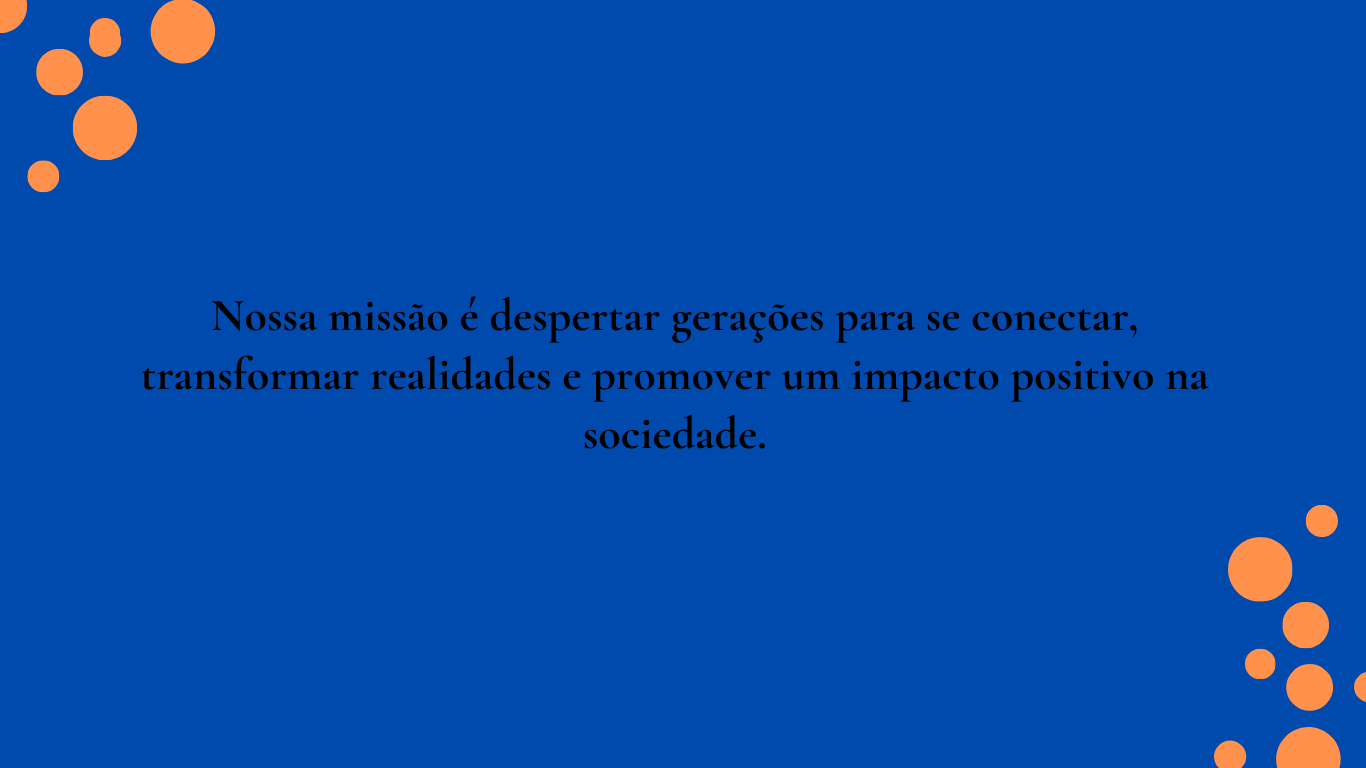 Nossa missão é despertar gerações para se conectar,
transformar realidades e promover um impacto positivo na
sociedade.